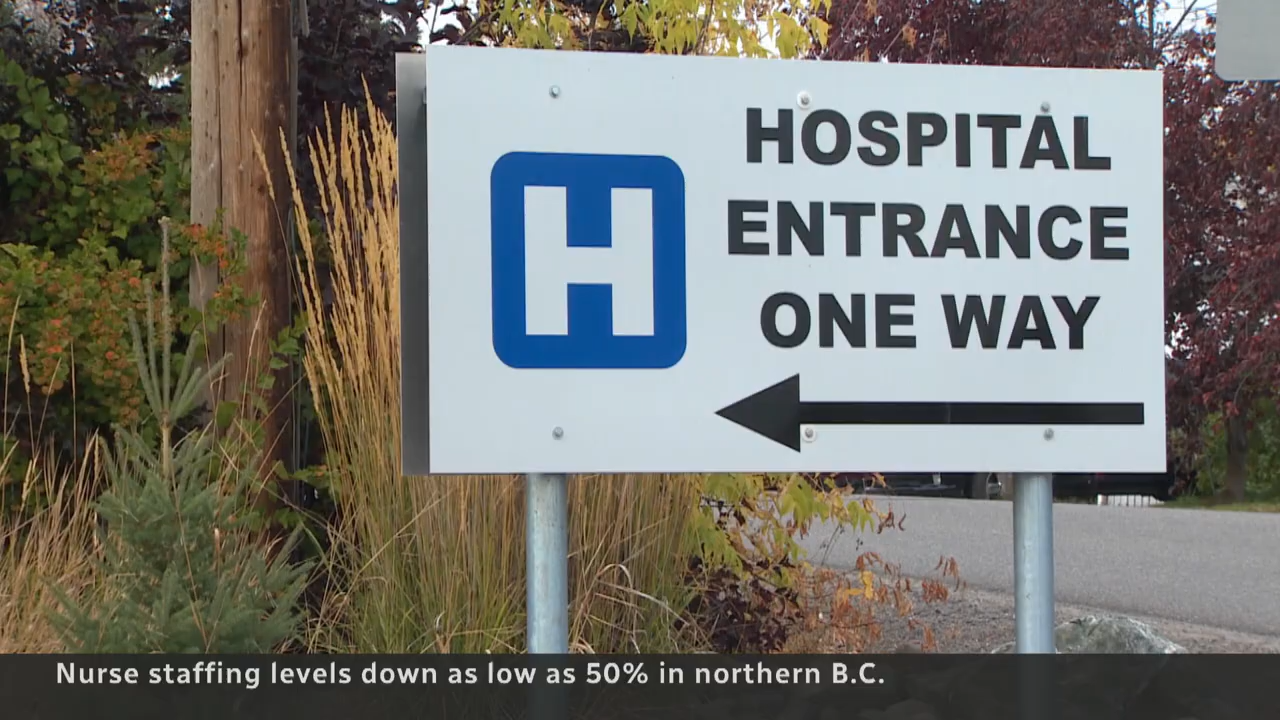 H
HOSPITAL
ENTRANCE
ONE WAY
Nurse staffing levels down as low as 50% in northern B.C.